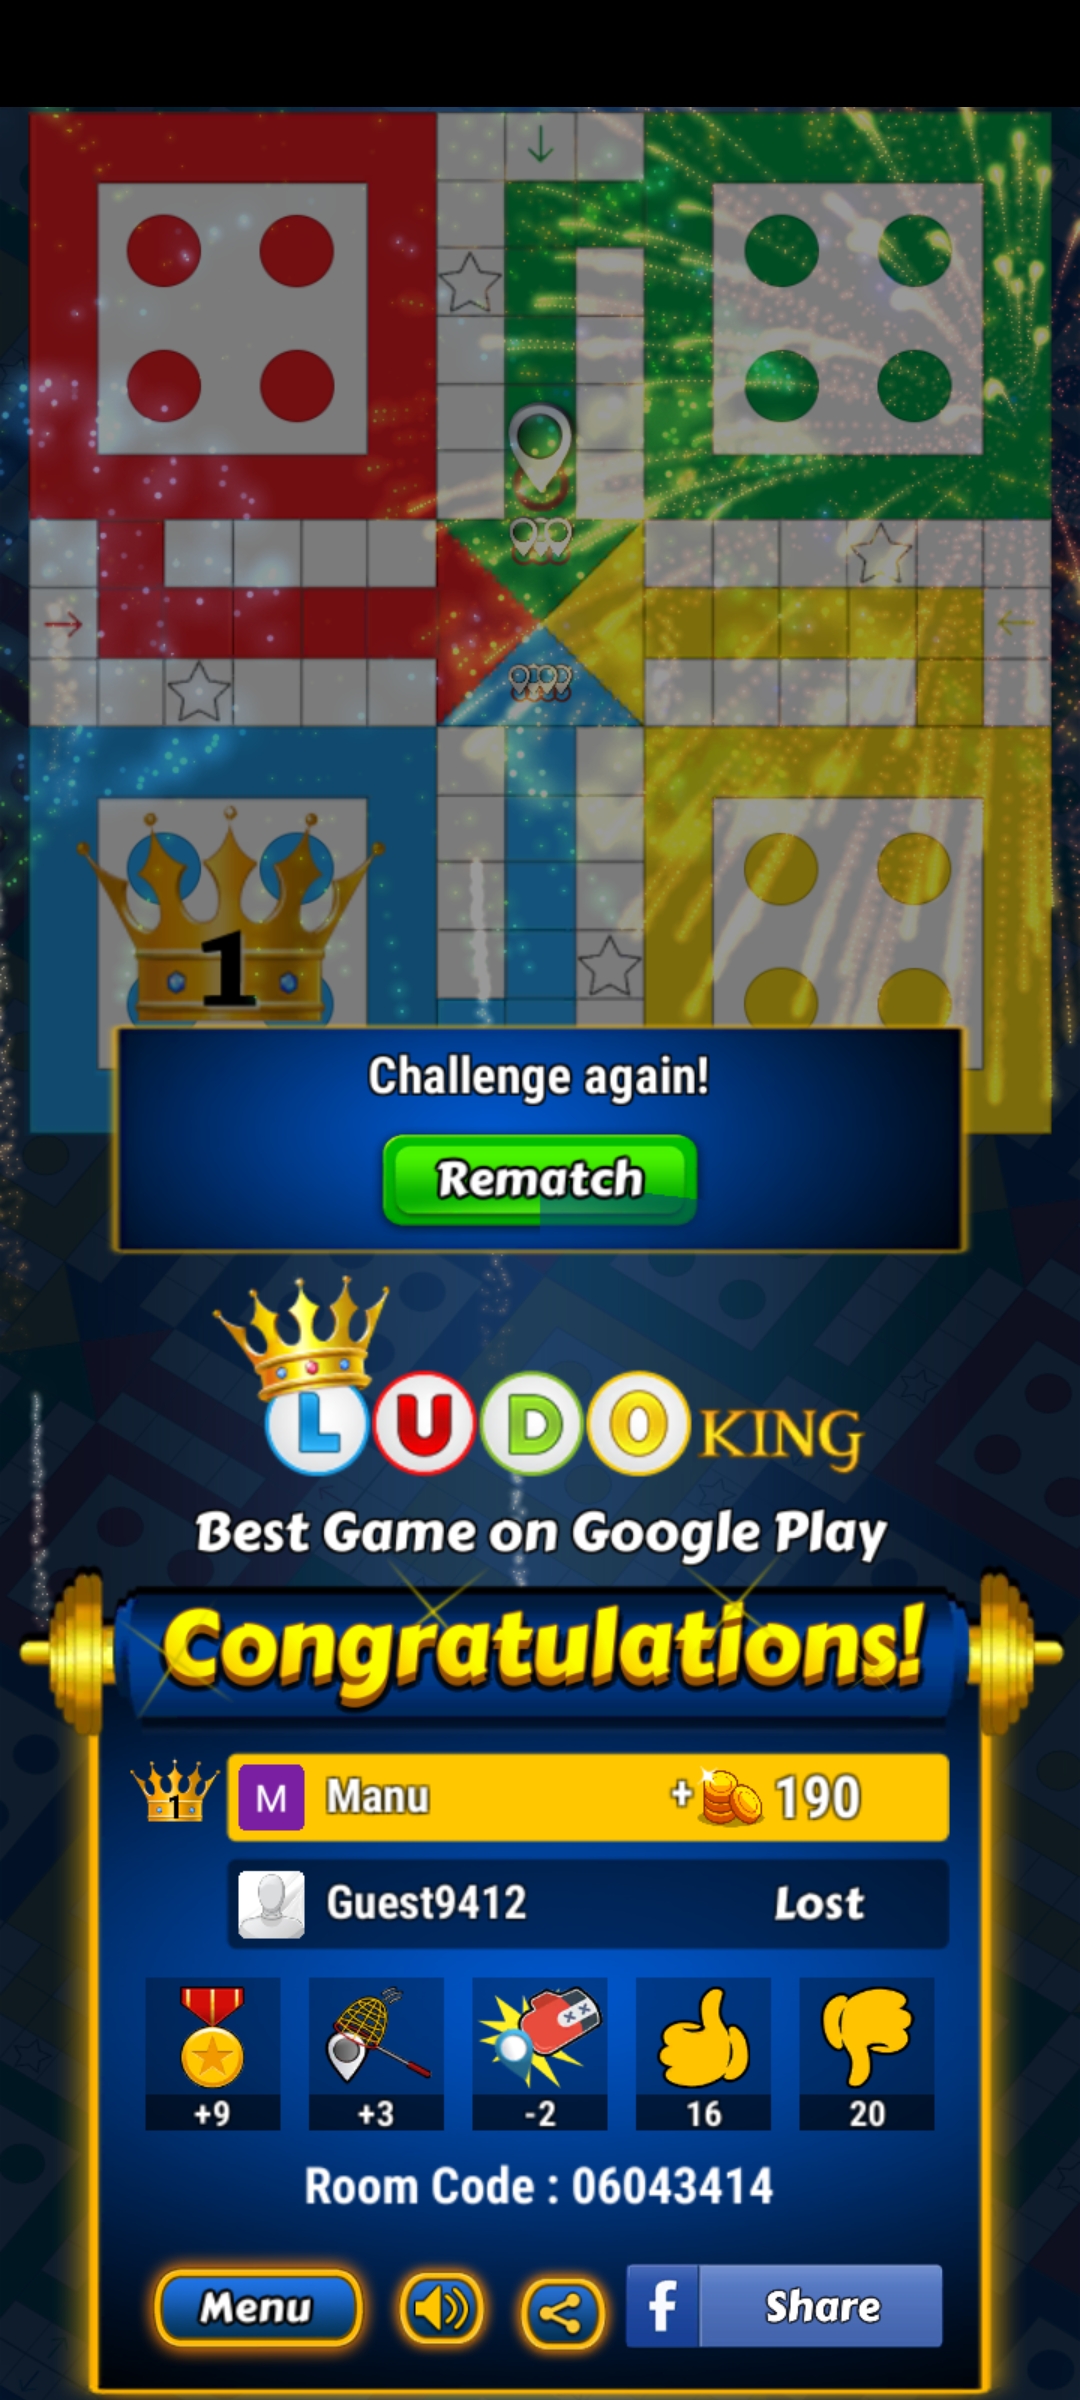 1
Challenge again!
Rematch
LUDO KING
Best Game on Google Play
Congratulations!
1 M Manu + 190
Guest9412 Lost
+9 +3 -2 16 20
Room Code : 06043414
Menu f Share